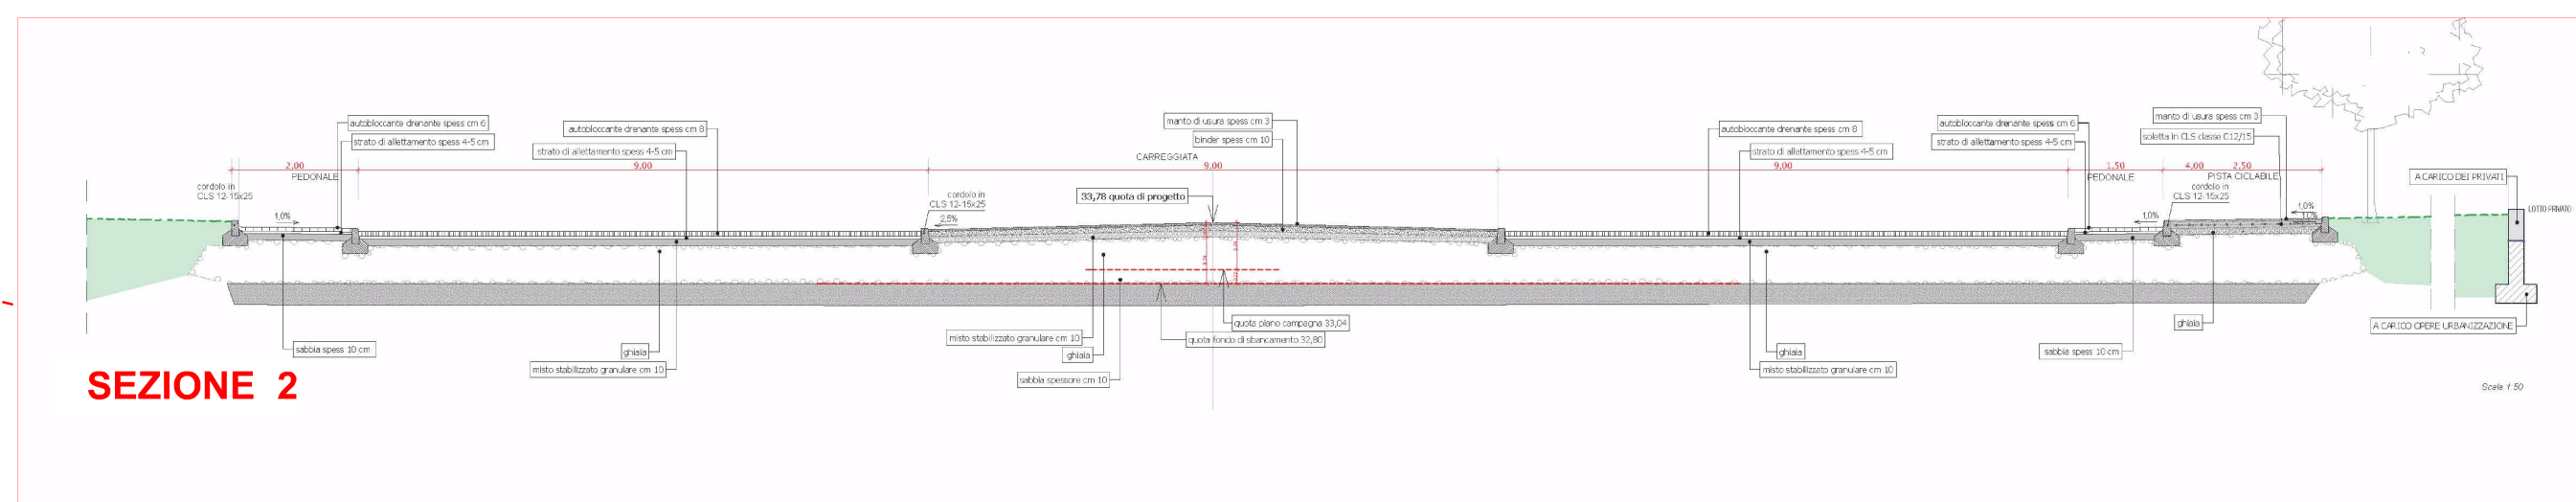 autobloccante drenante spess cm 6
strato di allettamento spess 4-5 cm
2,00
PEDONALE
cordolo in
CLS 12-15x25
1,0%
autobloccante drenante spess cm 8
strato di allettamento spess 4-5 cm
9,00
cordolo in
CLS 12-15x25
2,5%
manto di usura spess cm 3
binder spess cm 10
CARREGGIATA
9,00
33,78 quota di progetto
autobloccante drenante spess cm 8
strato di allettamento spess 4-5 cm
9,00
autobloccante drenante spess cm 6
strato di allettamento spess 4-5 cm
manto di usura spess cm 3
soletta in CLS classe C12/15
1,50
4,00
2,50
PEDONALE
PISTA CICLABILE
cordolo in
CLS 12-15x25
1,0%
1,0%
1,0%
A CARICO DEI PRIVATI
LOTTO PRIVATO
sabbia spess 10 cm
ghiaia
misto stabilizzato granulare cm 10
misto stabilizzato granulare cm 10
ghiaia
sabbia spessore cm 10
quota piano campagna 33,04
quota fondo di sbancamento 32,80
ghiaia
misto stabilizzato granulare cm 10
sabbia spess 10 cm
ghiaia
A CARICO OPERE URBANIZZAZIONE
SEZIONE 2
Scala 1:50